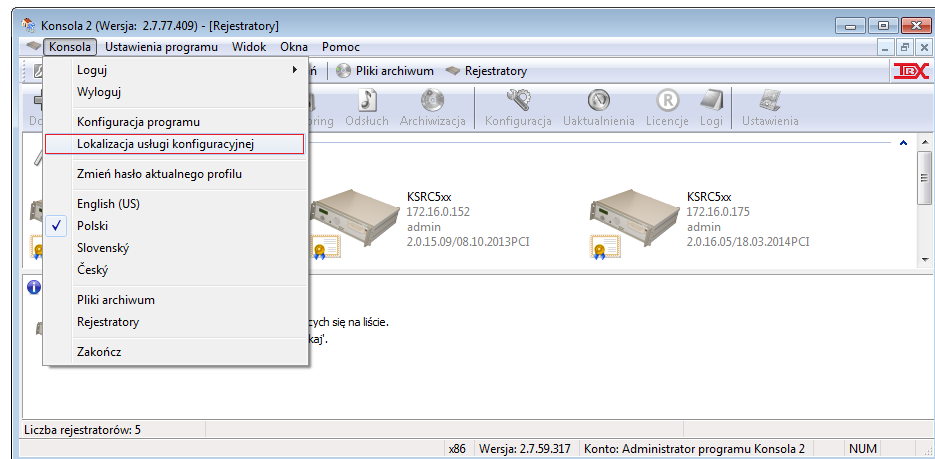 Konsola 2 (Wersja: 2.7.77.409) - [Rejestratory]
Konsola Ustawienia programu Widok Okna Pomoc
Pliki archiwum Rejestratory TRX
Odsłuch Archiwizacja Konfiguracja Uaktualnienia Licencje Logi Ustawienia
Loguj
Wyloguj
Konfiguracja programu
Lokalizacja usługi konfiguracyjnej
Zmień hasło aktualnego profilu
English (US)
Polski
Slovenský
Český
Pliki archiwum
Rejestratory
Zakończ
KSRC5xx
172.16.0.152
admin
2.0.15.09/08.10.2013PCI
KSRC5xx
172.16.0.175
admin
2.0.16.05/18.03.2014PCI
się na liście.
Liczba rejestratorów: 5
x86 Wersja: 2.7.59.317 Konto: Administrator programu Konsola 2 NUM